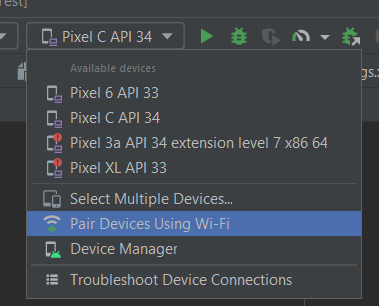 Test]
Pixel C API 34
Available devices
gs.x
Pixel 6 API 33
Pixel C API 34
Pixel 3a API 34 extension level 7 x86 64
Pixel XL API 33
Select Multiple Devices...
Pair Devices Using Wi-Fi
Device Manager
Troubleshoot Device Connections